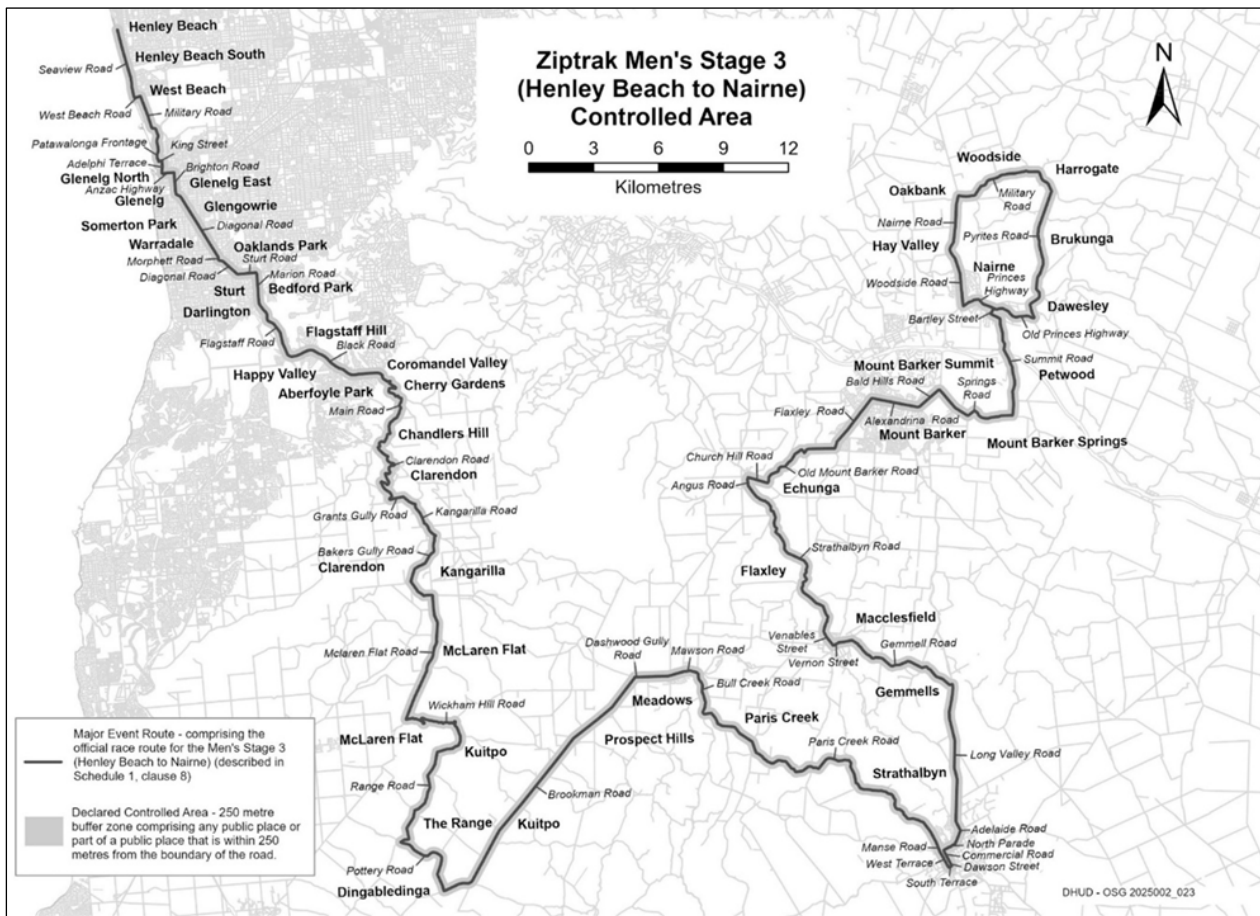 Ziptrak Men's Stage 3
(Henley Beach to Nairne)
Controlled Area
0 3 6 9 12
Kilometres
N
Henley Beach
Henley Beach South
Seaview Road
West Beach
West Beach Road
Military Road
Patawalonga Frontage
King Street
Adelphi Terrace
Brighton Road
Glenelg North
Glenelg East
Anzac Highway
Glenelg
Glengowrie
Somerton Park
Diagonal Road
Warradale
Oaklands Park
Morphett Road
Sturt Road
Diagonal Road
Marion Road
Sturt
Bedford Park
Darlington
Flagstaff Hill
Flagstaff Road
Black Road
Happy Valley
Coromandel Valley
Aberfoyle Park
Cherry Gardens
Main Road
Chandlers Hill
Clarendon Road
Clarendon
Grants Gully Road
Kangarilla Road
Bakers Gully Road
Clarendon
Kangarilla
Mclaren Flat Road
McLaren Flat
Wickham Hill Road
McLaren Flat
Kuitpo
Range Road
The Range
Kuitpo
Pottery Road
Dingabledinga
Brookman Road
Dashwood Gully
Road
Mawson Road
Meadows
Bull Creek Road
Prospect Hills
Paris Creek
Paris Creek Road
Strathalbyn
Manse Road
West Terrace
South Terrace
Adelaide Road
North Parade
Commercial Road
Dawson Street
Long Valley Road
Gemmells
Gemmell Road
Macclesfield
Venables
Street
Vernon Street
Flaxley
Strathalbyn Road
Angus Road
Echunga
Church Hill Road
Old Mount Barker Road
Flaxley Road
Alexandrina Road
Mount Barker
Mount Barker Summit
Bald Hills Road
Springs
Road
Mount Barker Springs
Petwood
Summit Road
Bartley Street
Old Princes Highway
Dawesley
Woodside Road
Nairne
Princes
Highway
Hay Valley
Pyrites Road
Brukunga
Nairne Road
Oakbank
Military
Road
Woodside
Harrogate
Major Event Route - comprising the
official race route for the Men's Stage 3
(Henley Beach to Nairne) (described in
Schedule 1, clause 8)
Declared Controlled Area - 250 metre
buffer zone comprising any public place or
part of a public place that is within 250
metres from the boundary of the road.
DHUD - OSG 2025002_023